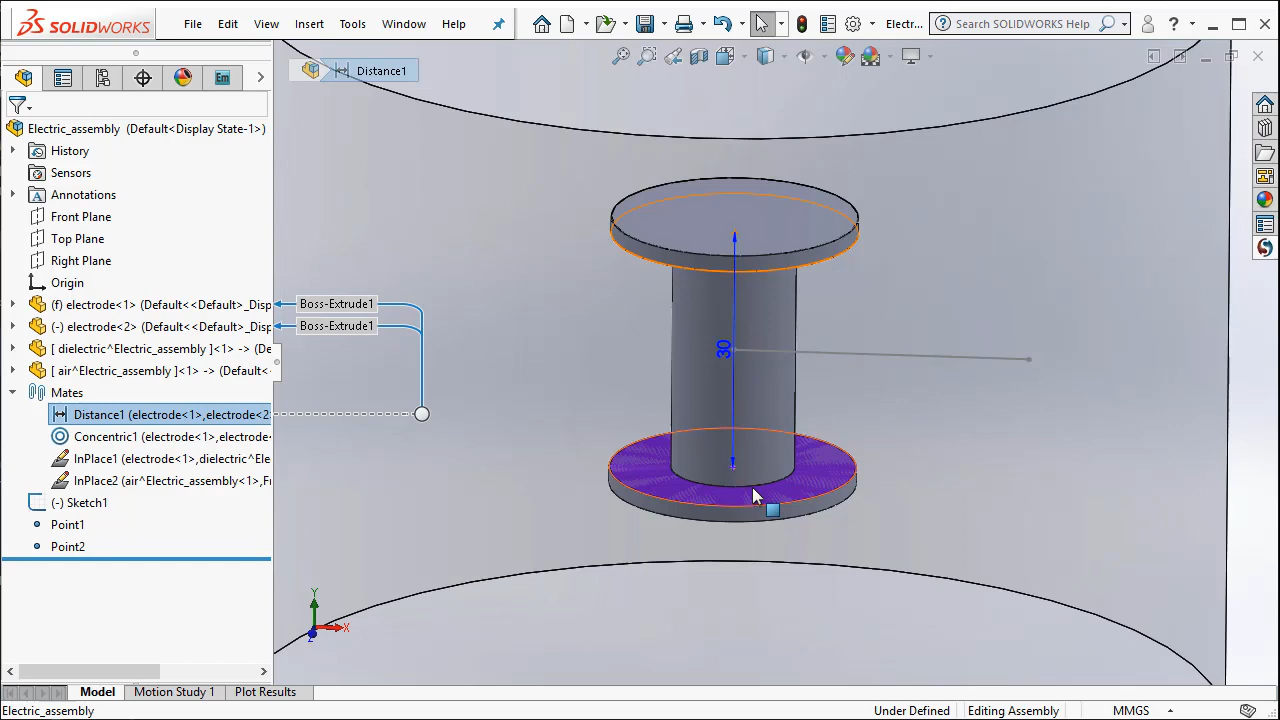 SOLIDWORKS File Edit View Insert Tools Window Help Electr... Search SOLIDWORKS Help
Distance1
Em
Electric_assembly (Default<Display State-1>)
History
Sensors
Annotations
Front Plane
Top Plane
Right Plane
Origin
(f) electrode<1> (Default<<Default>_Disp
Boss-Extrude1
(-) electrode<2> (Default<<Default>_Disp
Boss-Extrude1
[ dielectric^Electric_assembly ]<1> -> (De
[ air^Electric_assembly ]<1> -> (Default<
Mates
Distance1 (electrode<1>,electrode<2
Concentric1 (electrode<1>,electrode
InPlace1 (electrode<1>,dielectric^Ele
InPlace2 (air^Electric_assembly<1>,Fr
(-) Sketch1
Point1
Point2
30
Y
X
Z
Model Motion Study 1 Plot Results
Electric_assembly Under Defined Editing Assembly MMGS